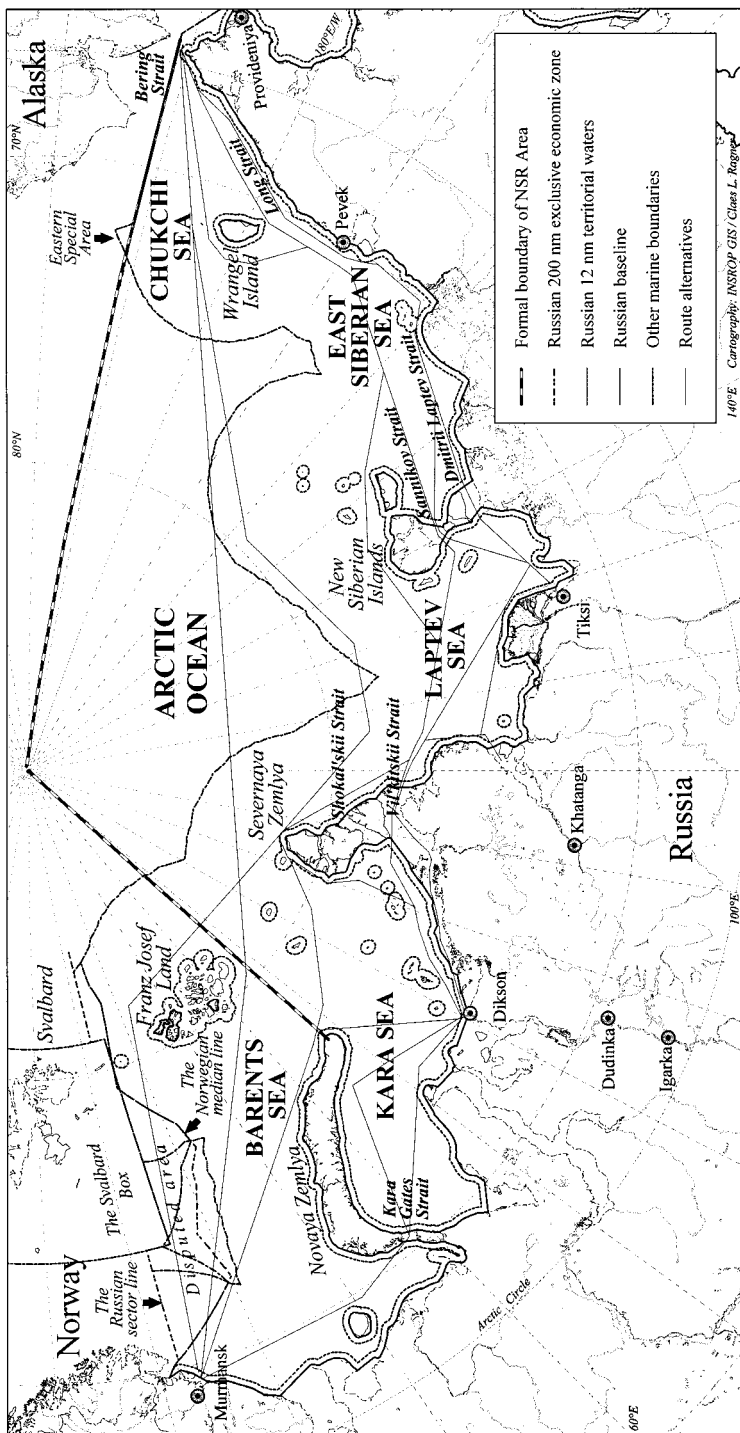 Alaska
70°N
Bering
Strait
180°E/W
Provideniya
Eastern
Special
Area
CHUKCHI
SEA
Long Strait
Wrangel
Island
Pevek
80°N
EAST
SIBERIAN
SEA
ARCTIC
OCEAN
New
Siberian
Islands
Sannikov Strait
Dmitrii Laptev Strait
LAPTEV
SEA
Tiksi
Severnaya
Zemlya
Shokal'skii Strait
Vil'kitskii Strait
Khatanga
Russia
100°E
Svalbard
Franz Josef
Land
The
Norwegian
median line
The Svalbard
Box
Disputed area
BARENTS
SEA
KARA SEA
Dikson
Dudinka
Igarka
Novaya Zemlya
Kara
Gates
Strait
Norway
The
Russian
sector line
Murmansk
Arctic Circle
60°E
Formal boundary of NSR Area
Russian 200 nm exclusive economic zone
Russian 12 nm territorial waters
Russian baseline
Other marine boundaries
Route alternatives
140°E Cartography: INSROP GIS / Claes L. Ragner